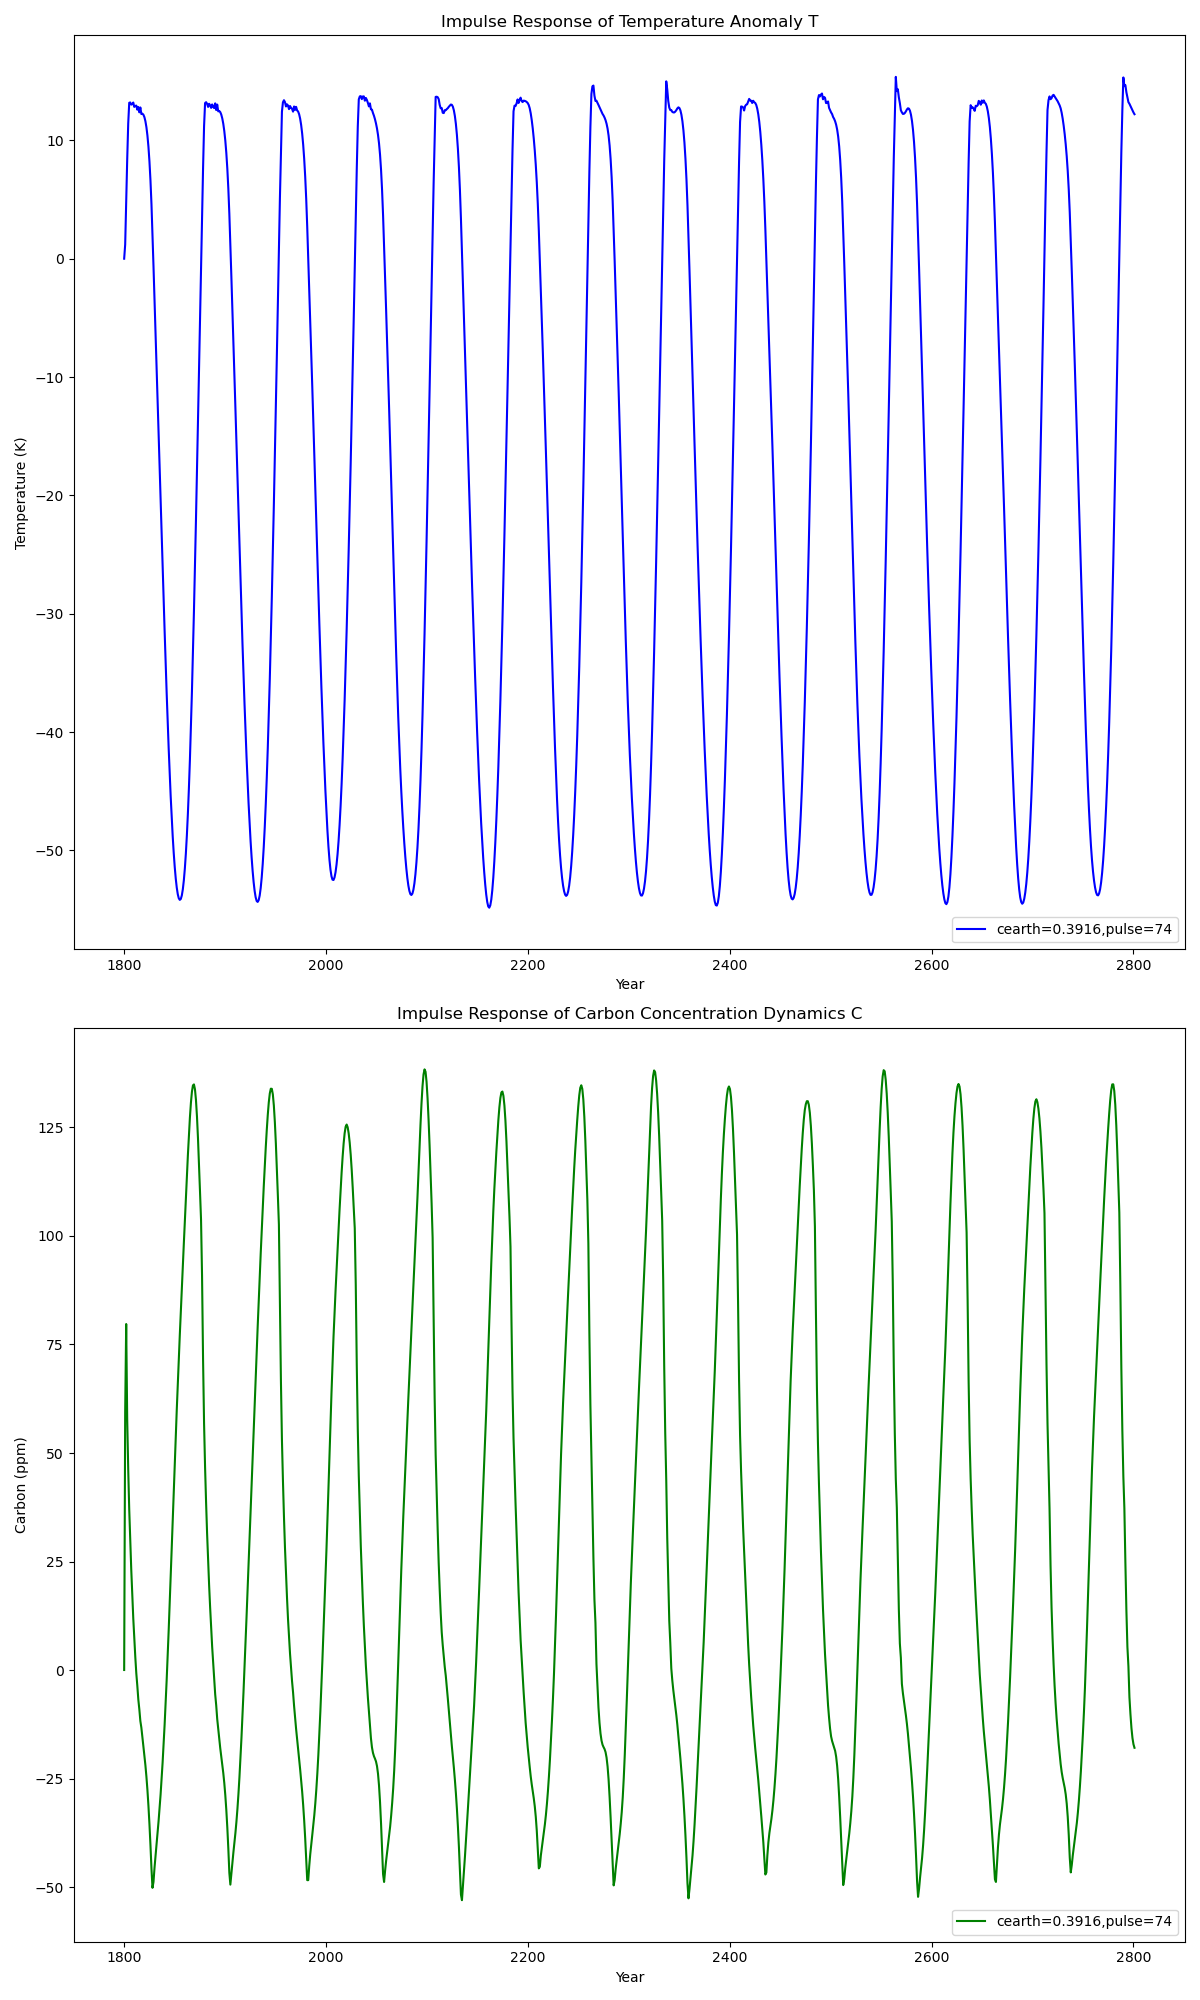 Impulse Response of Temperature Anomaly T
Temperature (K)
10
0
−10
−20
−30
−40
−50
cearth=0.3916,pulse=74
1800 2000 2200 2400 2600 2800
Year
Impulse Response of Carbon Concentration Dynamics C
Carbon (ppm)
125
100
75
50
25
0
−25
−50
cearth=0.3916,pulse=74
1800 2000 2200 2400 2600 2800
Year